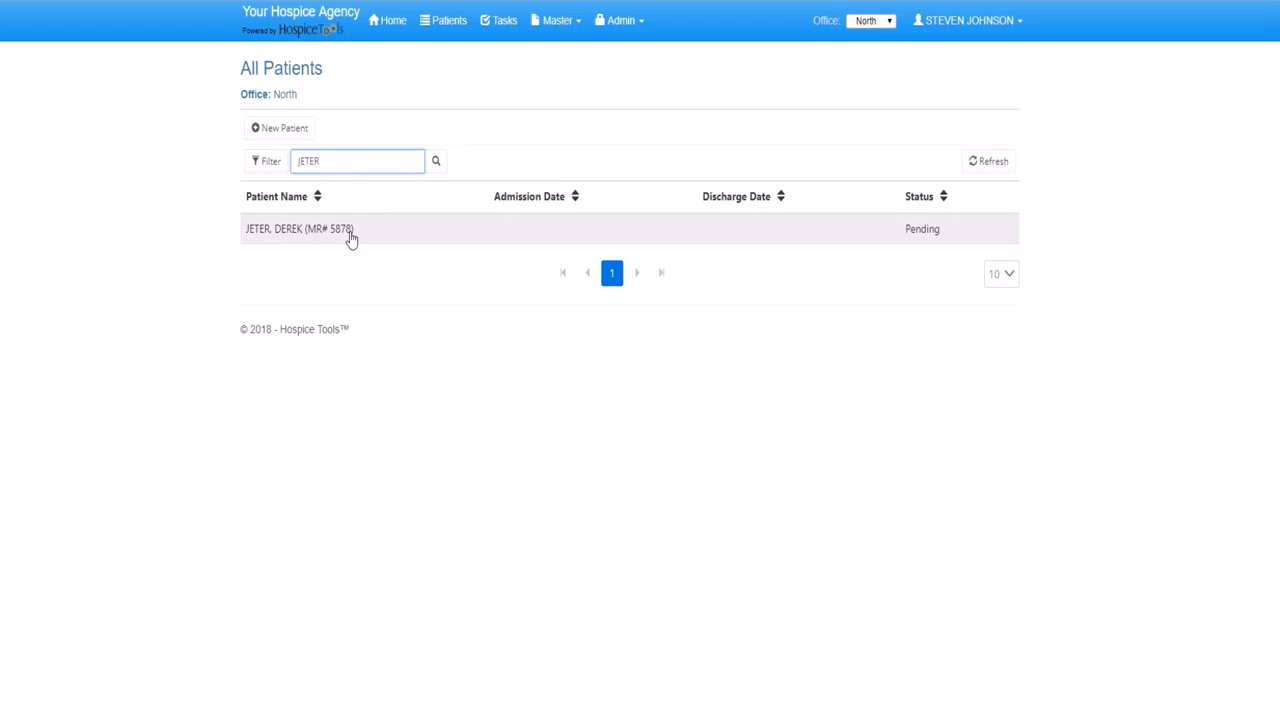 Your Hospice Agency
Powered by HospiceTools
Home Patients Tasks Master Admin Office: North STEVEN JOHNSON
All Patients
Office: North
New Patient
Filter JETER Refresh
Patient Name Admission Date Discharge Date Status
JETER, DEREK (MR# 5878) Pending
1 10
© 2018 - Hospice Tools™